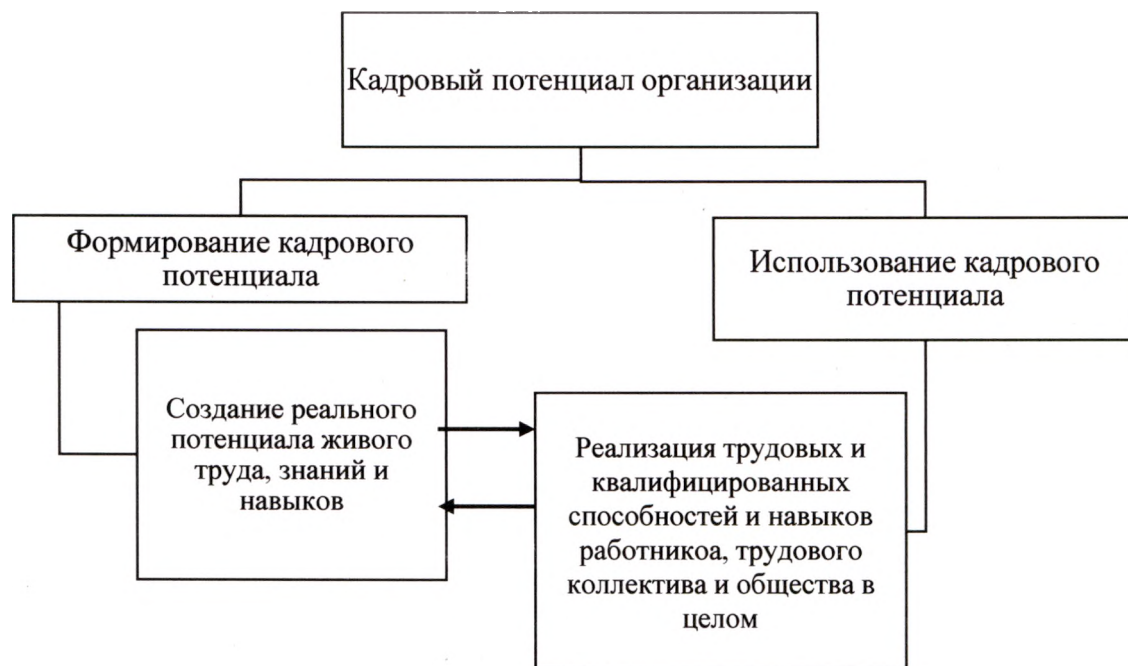 Кадровый потенциал организации
Формирование кадрового
потенциала
Использование кадрового
потенциала
Создание реального
потенциала живого
труда, знаний и
навыков
Реализация трудовых и
квалифицированных
способностей и навыков
работникоа, трудового
коллектива и общества в
целом